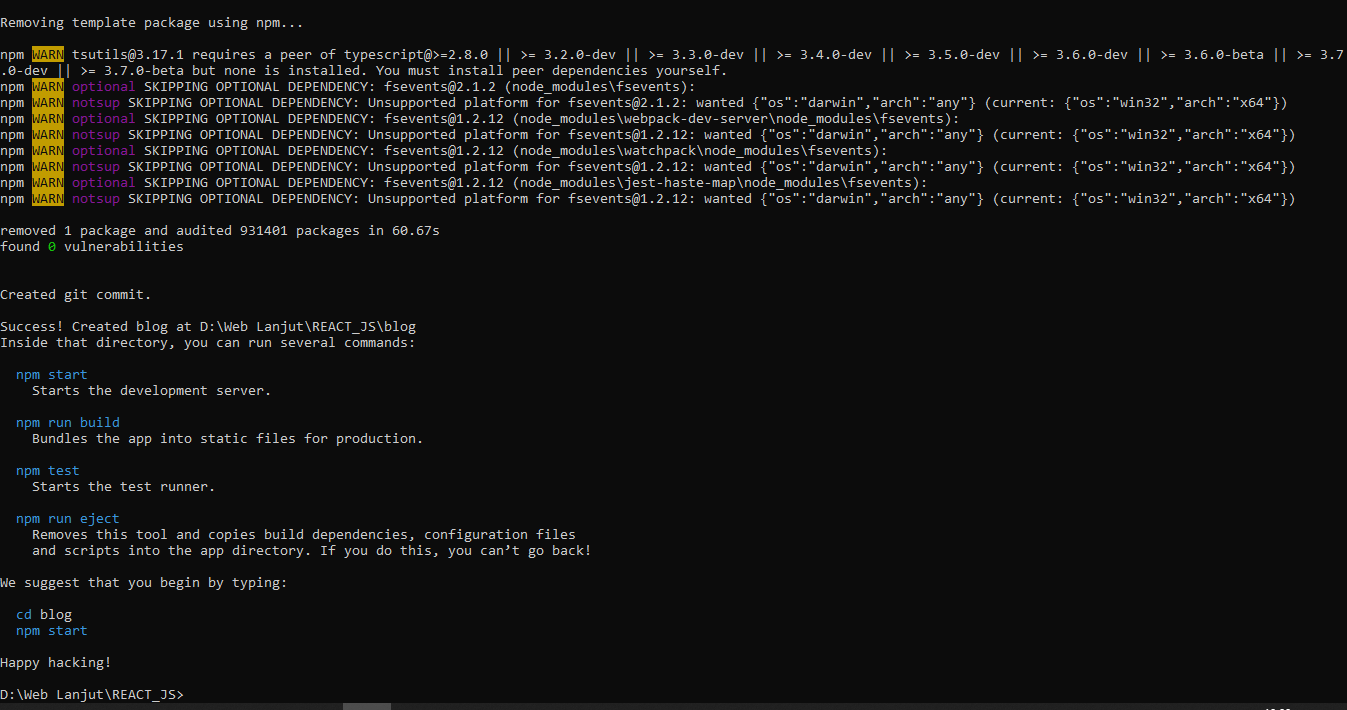 Removing template package using npm...
npm WARN tsutils@3.17.1 requires a peer of typescript@>=2.8.0 || >= 3.2.0-dev || >= 3.3.0-dev || >= 3.4.0-dev || >= 3.5.0-dev || >= 3.6.0-dev || >= 3.6.0-beta || >= 3.7
.0-dev || >= 3.7.0-beta but none is installed. You must install peer dependencies yourself.
npm WARN optional SKIPPING OPTIONAL DEPENDENCY: fsevents@2.1.2 (node_modules\fsevents):
npm WARN notsup SKIPPING OPTIONAL DEPENDENCY: Unsupported platform for fsevents@2.1.2: wanted {"os":"darwin","arch":"any"} (current: {"os":"win32","arch":"x64"})
npm WARN optional SKIPPING OPTIONAL DEPENDENCY: fsevents@1.2.12 (node_modules\webpack-dev-server\node_modules\fsevents):
npm WARN notsup SKIPPING OPTIONAL DEPENDENCY: Unsupported platform for fsevents@1.2.12: wanted {"os":"darwin","arch":"any"} (current: {"os":"win32","arch":"x64"})
npm WARN optional SKIPPING OPTIONAL DEPENDENCY: fsevents@1.2.12 (node_modules\watchpack\node_modules\fsevents):
npm WARN notsup SKIPPING OPTIONAL DEPENDENCY: Unsupported platform for fsevents@1.2.12: wanted {"os":"darwin","arch":"any"} (current: {"os":"win32","arch":"x64"})
npm WARN optional SKIPPING OPTIONAL DEPENDENCY: fsevents@1.2.12 (node_modules\jest-haste-map\node_modules\fsevents):
npm WARN notsup SKIPPING OPTIONAL DEPENDENCY: Unsupported platform for fsevents@1.2.12: wanted {"os":"darwin","arch":"any"} (current: {"os":"win32","arch":"x64"})
removed 1 package and audited 931401 packages in 60.67s
found 0 vulnerabilities
Created git commit.
Success! Created blog at D:\Web Lanjut\REACT_JS\blog
Inside that directory, you can run several commands:
npm start
Starts the development server.
npm run build
Bundles the app into static files for production.
npm test
Starts the test runner.
npm run eject
Removes this tool and copies build dependencies, configuration files
and scripts into the app directory. If you do this, you can’t go back!
We suggest that you begin by typing:
cd blog
npm start
Happy hacking!
D:\Web Lanjut\REACT_JS>